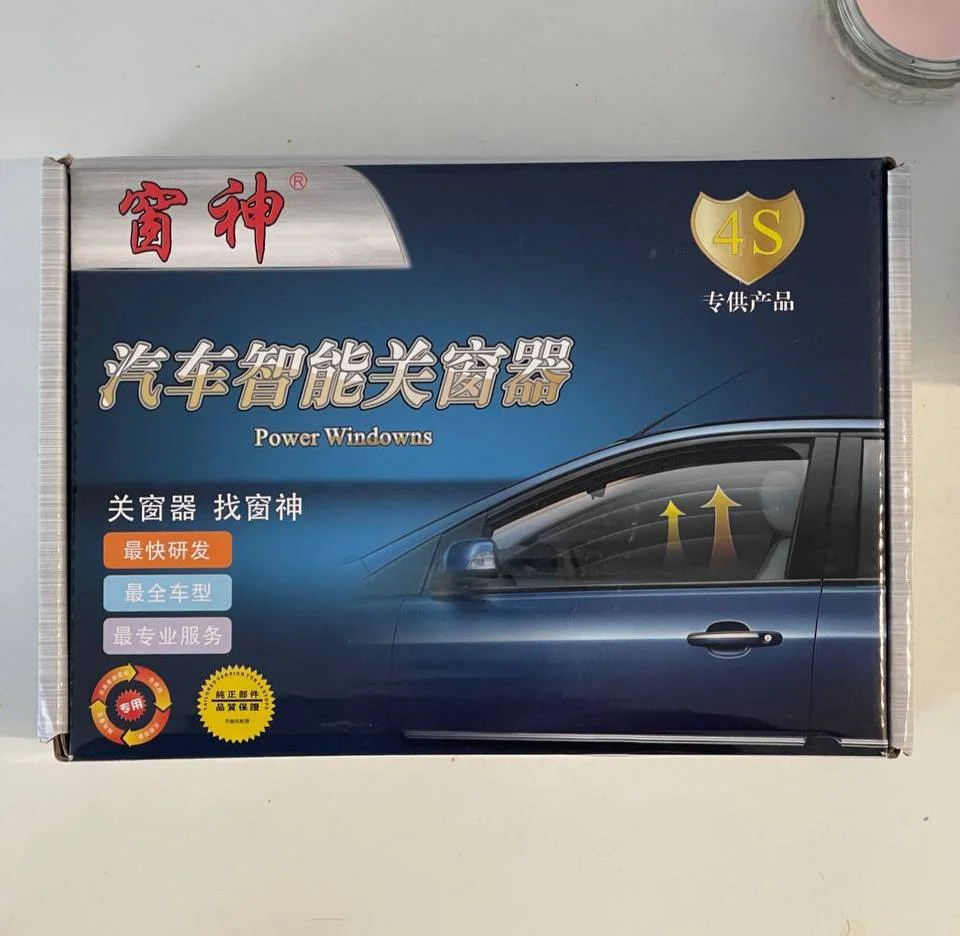 窗神®
4S
专供产品
汽车智能关窗器
Power Windowns
关窗器 找窗神
最快研发
最全车型
最专业服务
专用
純正部件
品質保證